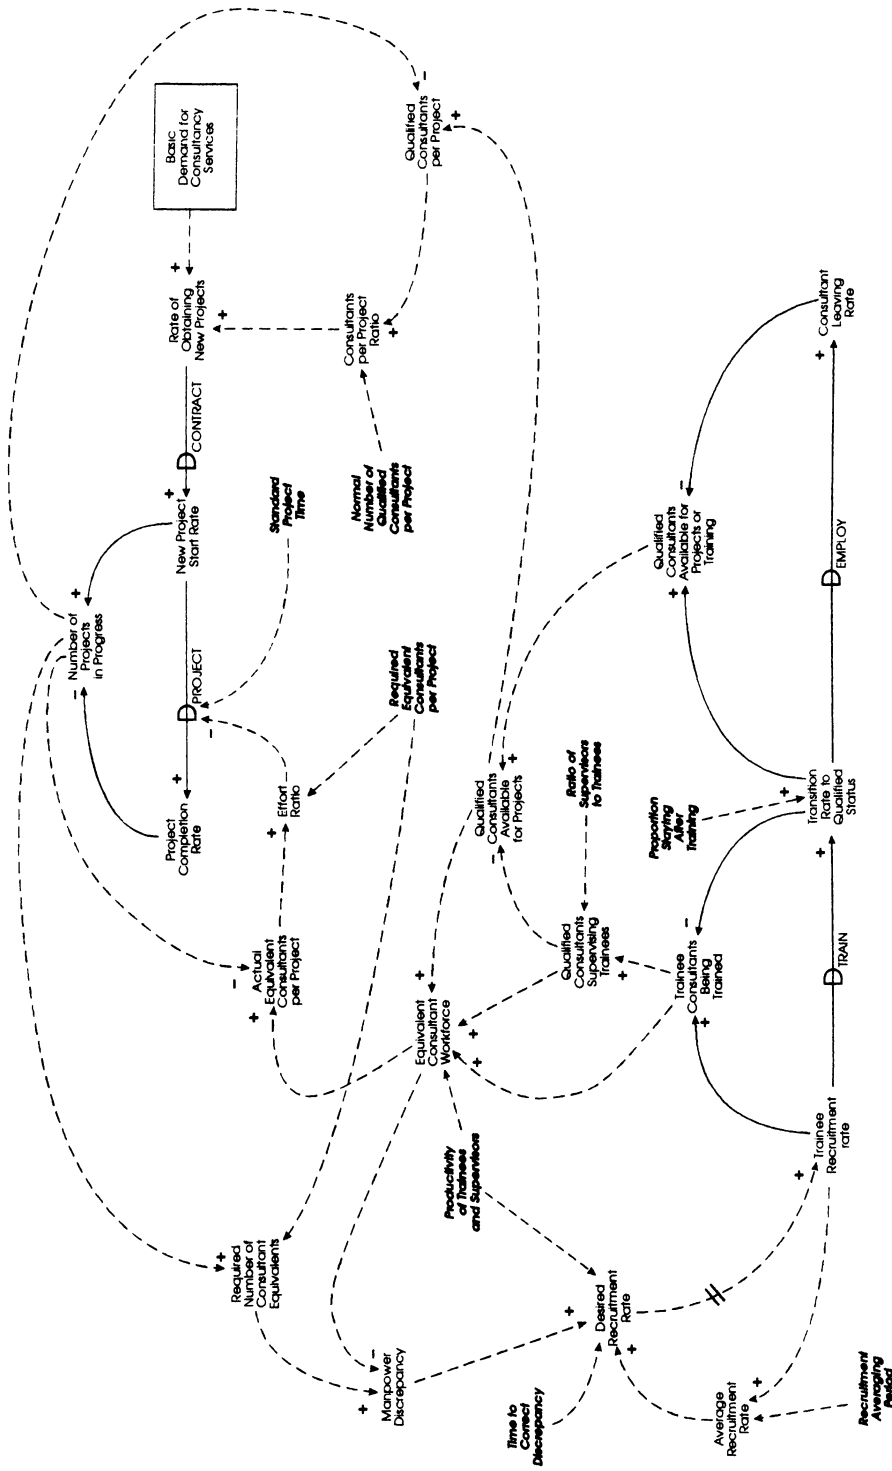 Basic
Demand for
Consultancy
Services
Rate of
Obtaining
New Projects
+
+
D CONTRACT
New Project
Start Rate
+
Number of
Projects
in Progress
+
-
D PROJECT
-
Project
Completion
Rate
+
Standard
Project
Time
Consultants
per Project
Ratio
+
Qualified
Consultants
per Project
-
+
Normal
Number of
Qualified
Consultants
per Project
Required
Equivalent
Consultants
per Project
Effort
Ratio
+
Actual
Equivalent
Consultants
per Project
-
+
Required
Number of
Consultant
Equivalents
+
Manpower
Discrepancy
+
-
Equivalent
Consultant
Workforce
+
+
+
Productivity
of Trainees
and Supervisors
Qualified
Consultants
Available
for Projects
-
+
Ratio of
Supervisors
to Trainees
Qualified
Consultants
Supervising
Trainees
+
Qualified
Consultants
Available for
Projects or
Training
+
-
Proportion
Staying
After
Training
Trainee
Consultants
Being
Trained
+
-
Time to
Correct
Discrepancy
Desired
Recruitment
Rate
+
+
Average
Recruitment
Rate
+
Recruitment
Averaging
Period
Trainee
Recruitment
rate
+
D TRAIN
Transition
Rate to
Qualified
Status
+
+
D EMPLOY
Consultant
Leaving
Rate
+